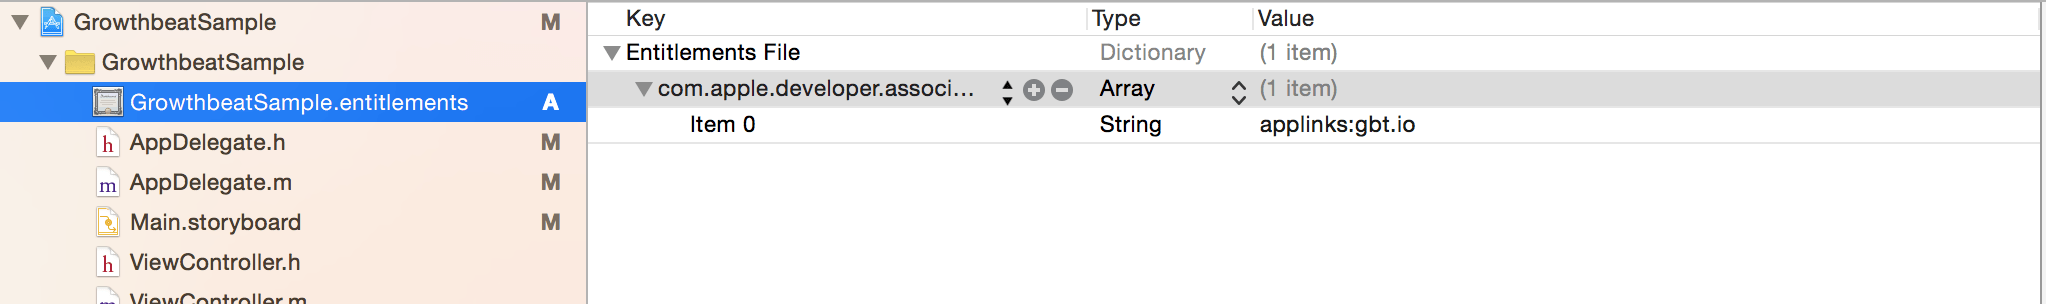 GrowthbeatSample M
GrowthbeatSample
GrowthbeatSample.entitlements A
AppDelegate.h M
AppDelegate.m M
Main.storyboard M
ViewController.h
ViewController.m
Key Type Value
Entitlements File Dictionary (1 item)
com.apple.developer.associ... Array (1 item)
Item 0 String applinks:gbt.io